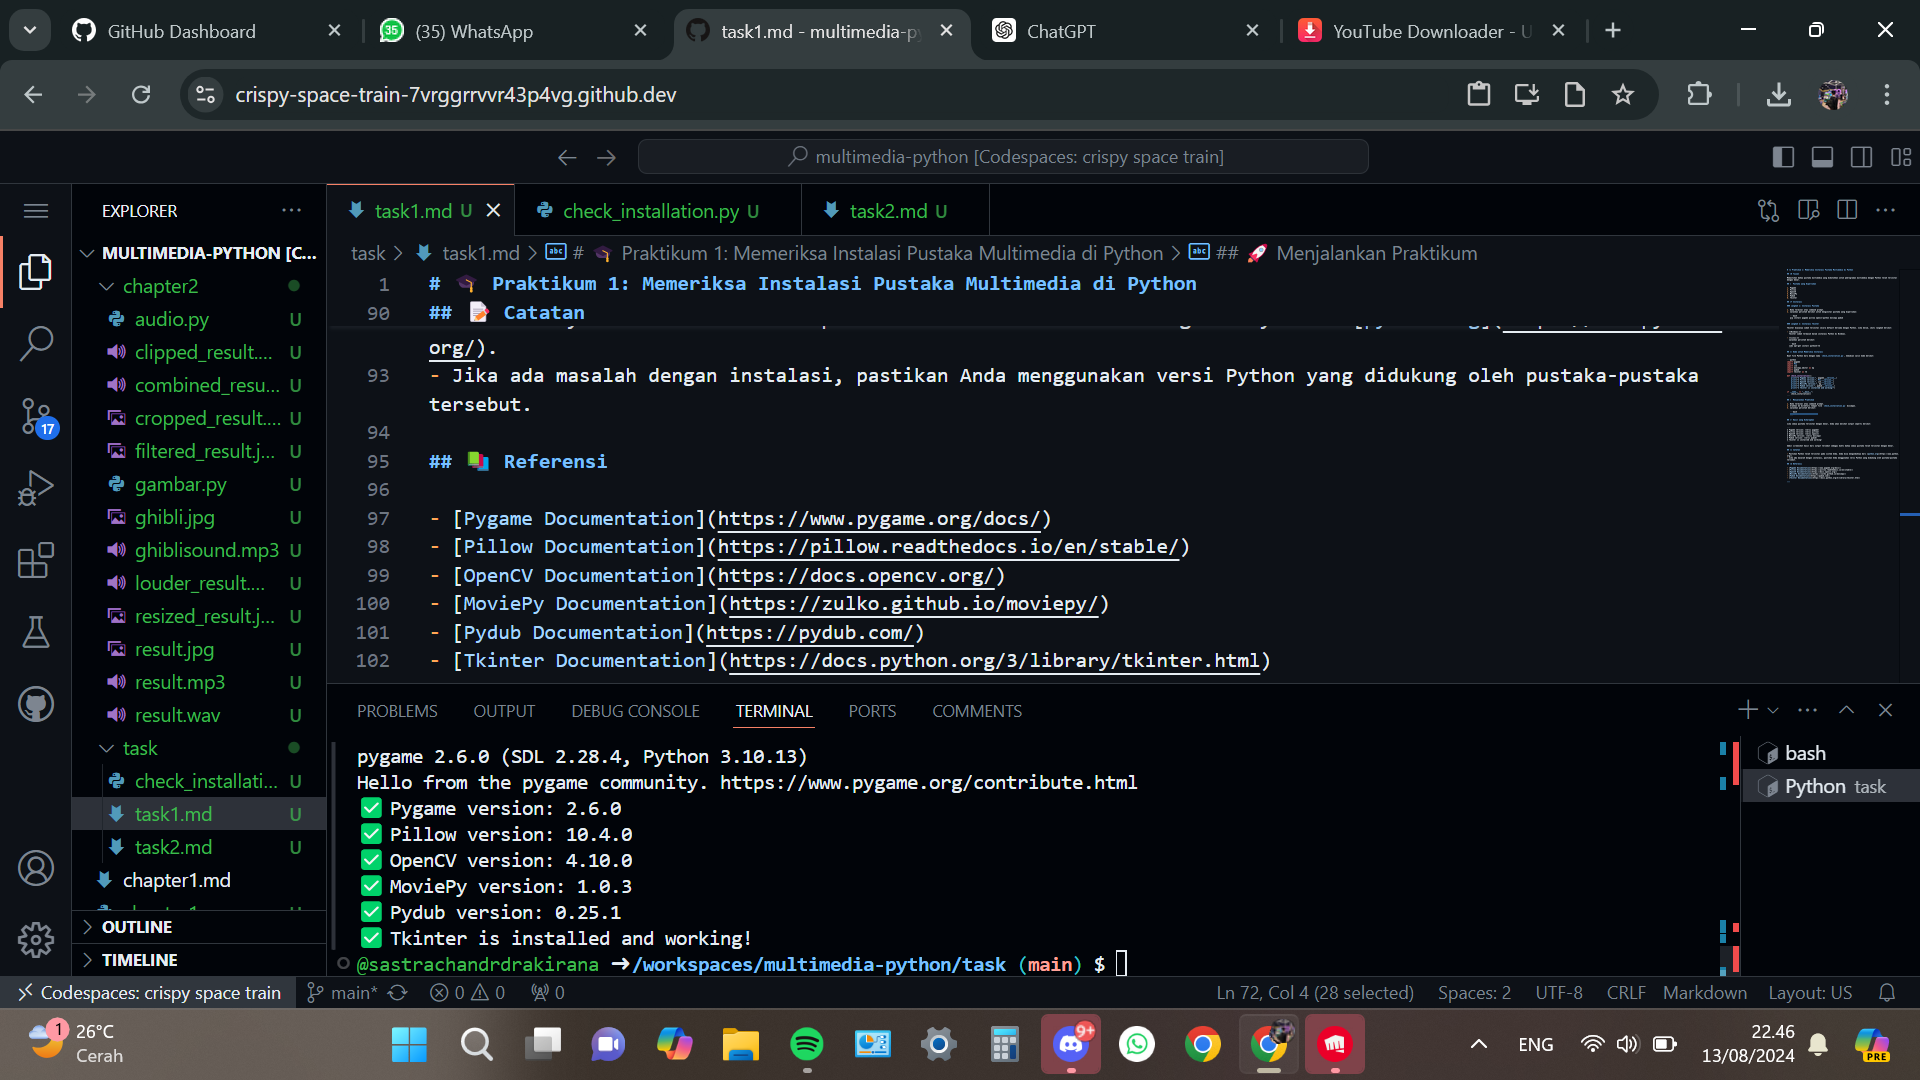 GitHub Dashboard
(35) WhatsApp
task1.md - multimedia-py
ChatGPT
YouTube Downloader - U
crispy-space-train-7vrggrrvvr43p4vg.github.dev
multimedia-python [Codespaces: crispy space train]
EXPLORER
task1.md U
check_installation.py U
task2.md U
MULTIMEDIA-PYTHON [C...
task > task1.md > # 🎓 Praktikum 1: Memeriksa Instalasi Pustaka Multimedia di Python > ## 🚀 Menjalankan Praktikum
chapter2
audio.py U
clipped_result.... U
combined_resu... U
cropped_result.... U
filtered_result.j... U
gambar.py U
ghibli.jpg U
ghiblisound.mp3 U
louder_result.... U
resized_result.j... U
result.jpg U
result.mp3 U
result.wav U
task
check_installati... U
task1.md U
task2.md U
chapter1.md
OUTLINE
TIMELINE
17
1 # 🎓 Praktikum 1: Memeriksa Instalasi Pustaka Multimedia di Python
90 ## 📝 Catatan
org/).
93 - Jika ada masalah dengan instalasi, pastikan Anda menggunakan versi Python yang didukung oleh pustaka-pustaka
tersebut.
94
95 ## 📚 Referensi
96
97 - [Pygame Documentation](https://www.pygame.org/docs/)
98 - [Pillow Documentation](https://pillow.readthedocs.io/en/stable/)
99 - [OpenCV Documentation](https://docs.opencv.org/)
100 - [MoviePy Documentation](https://zulko.github.io/moviepy/)
101 - [Pydub Documentation](https://pydub.com/)
102 - [Tkinter Documentation](https://docs.python.org/3/library/tkinter.html)
PROBLEMS OUTPUT DEBUG CONSOLE TERMINAL PORTS COMMENTS
pygame 2.6.0 (SDL 2.28.4, Python 3.10.13)
Hello from the pygame community. https://www.pygame.org/contribute.html
✅ Pygame version: 2.6.0
✅ Pillow version: 10.4.0
✅ OpenCV version: 4.10.0
✅ MoviePy version: 1.0.3
✅ Pydub version: 0.25.1
✅ Tkinter is installed and working!
@sastrachandrdrakirana ➜/workspaces/multimedia-python/task (main) $
bash
Python task
Codespaces: crispy space train
main*
0 0
0
Ln 72, Col 4 (28 selected)
Spaces: 2
UTF-8
CRLF
Markdown
Layout: US
1
26°C
Cerah
9+
ENG
22.46
13/08/2024
PRE